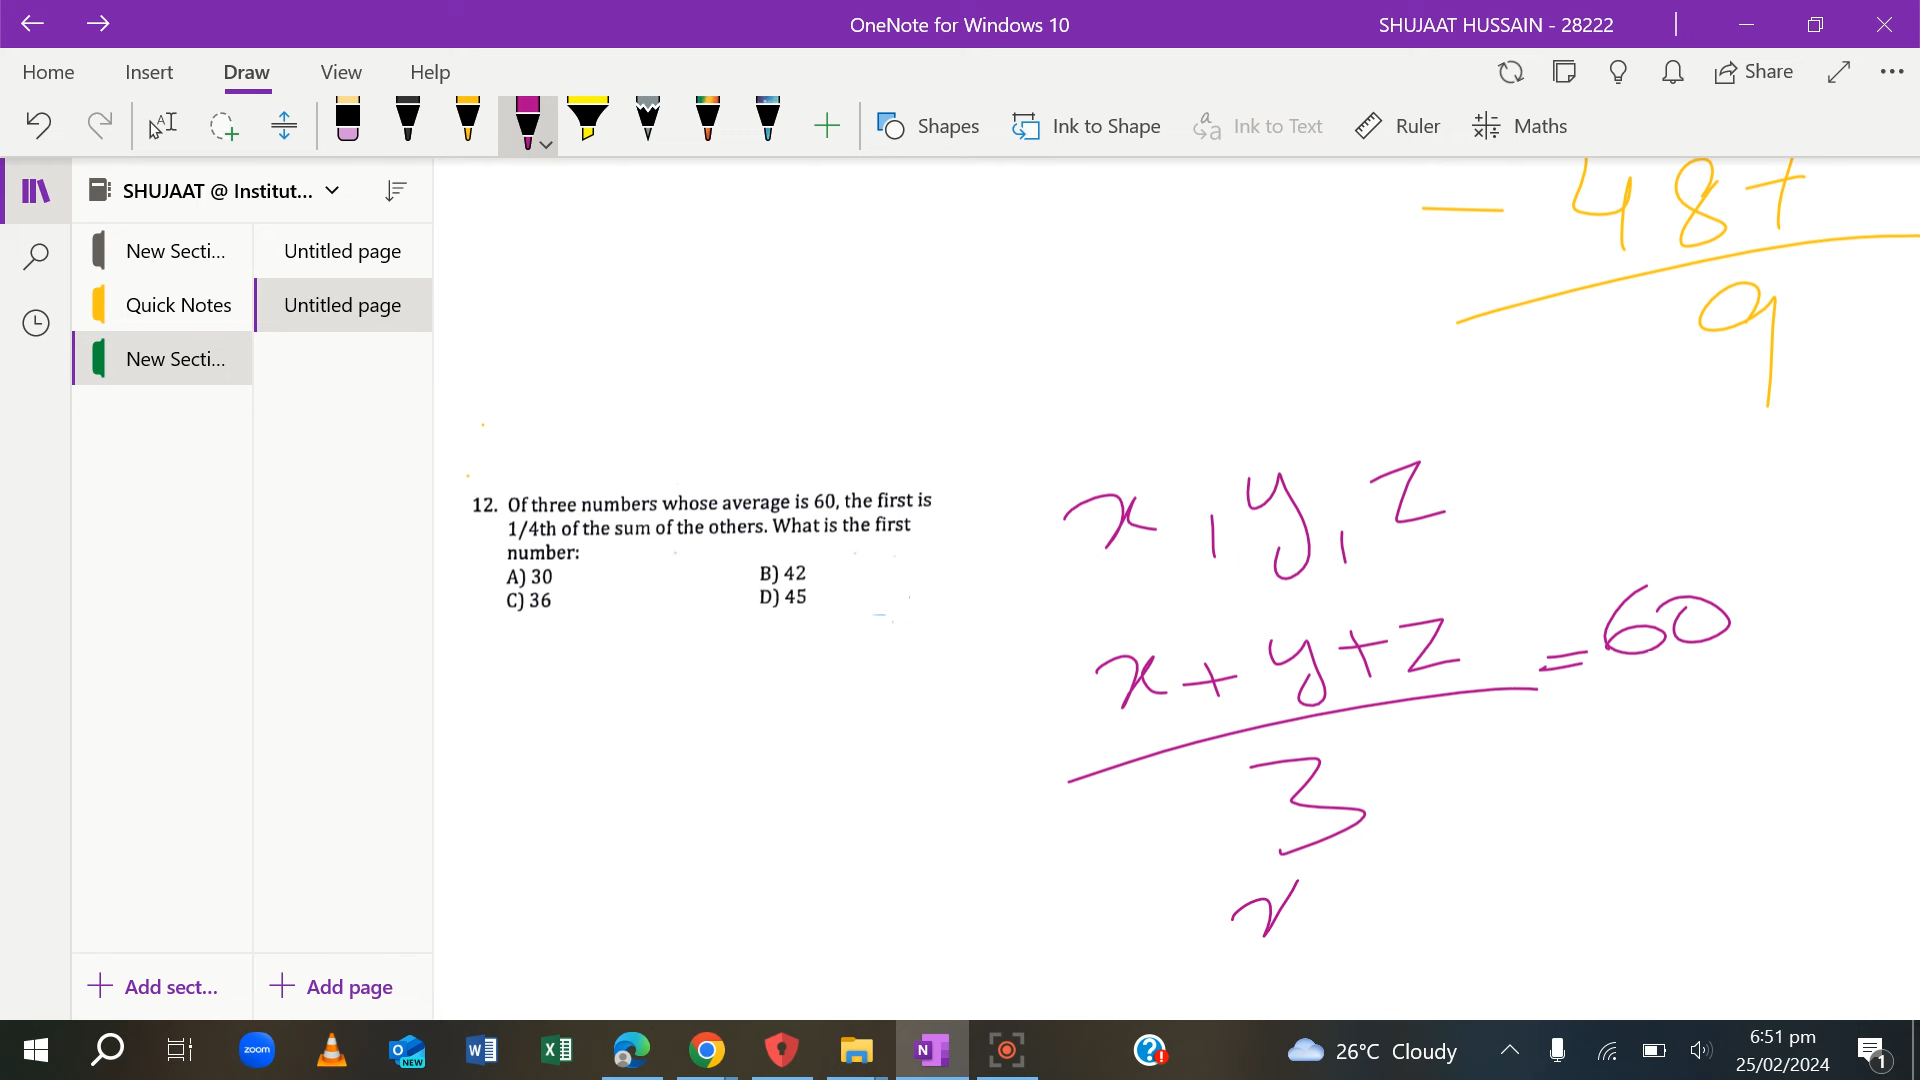 OneNote for Windows 10
SHUJAAT HUSSAIN - 28222
Home Insert Draw View Help
Share
Shapes Ink to Shape Ink to Text Ruler Maths
SHUJAAT @ Institut...
New Secti...
Quick Notes
New Secti...
Untitled page
Untitled page
- 487
9
12. Of three numbers whose average is 60, the first is
1/4th of the sum of the others. What is the first
number:
A) 30 B) 42
C) 36 D) 45
x, y, z
x + y + z = 60
3
x
Add sect...
Add page
zoom
NEW
26°C Cloudy
6:51 pm
25/02/2024
1